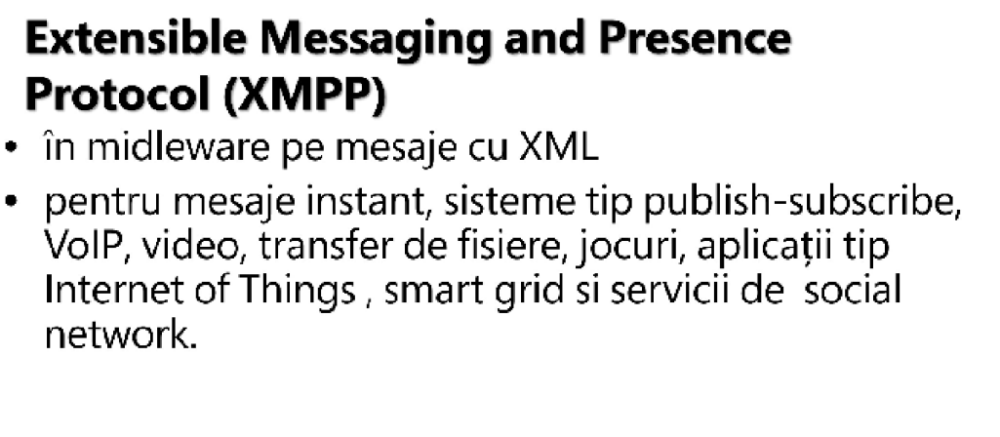 Extensible Messaging and Presence
Protocol (XMPP)
• în midleware pe mesaje cu XML
• pentru mesaje instant, sisteme tip publish-subscribe,
VoIP, video, transfer de fisiere, jocuri, aplicații tip
Internet of Things , smart grid si servicii de  social
network.